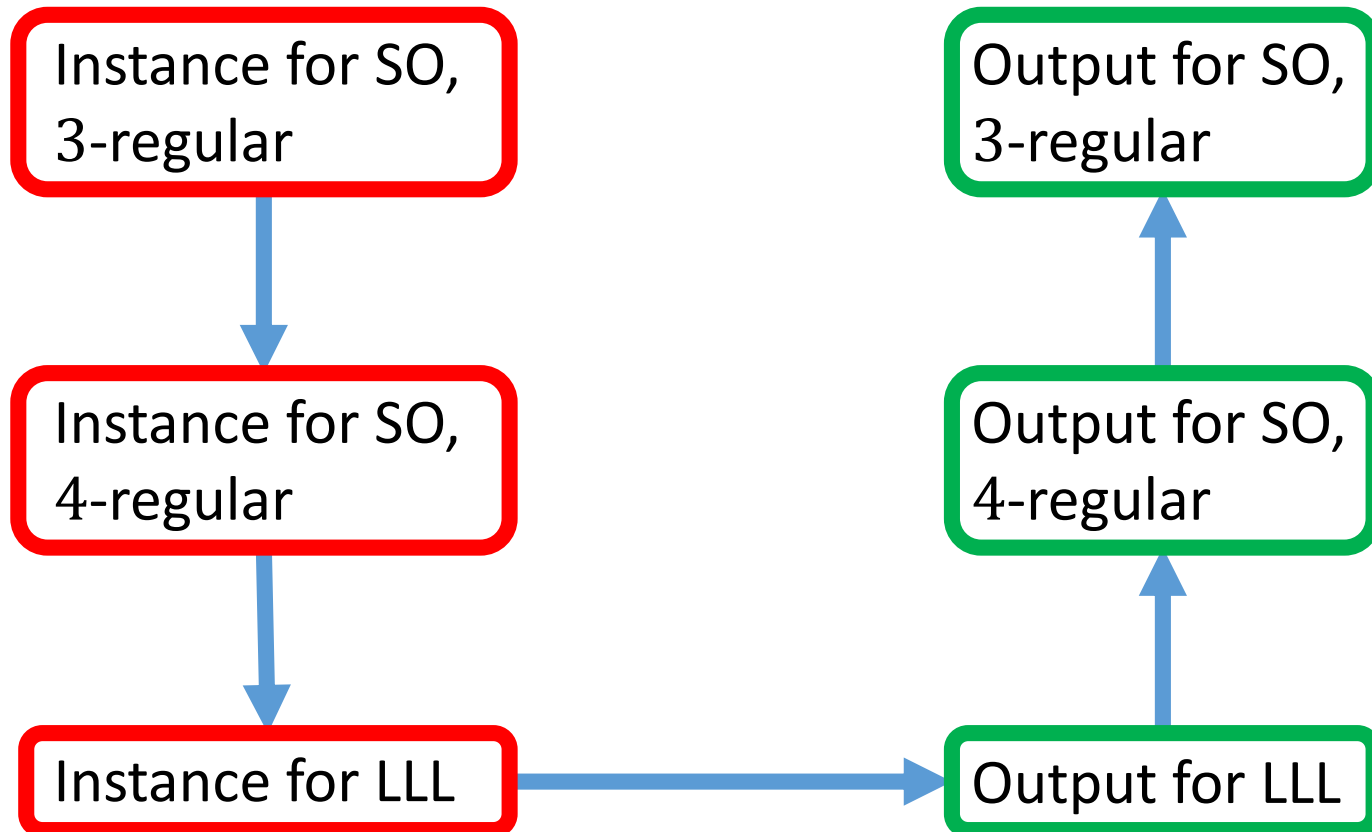 Instance for SO,
3-regular
Output for SO,
3-regular
Instance for SO,
4-regular
Output for SO,
4-regular
Instance for LLL
Output for LLL